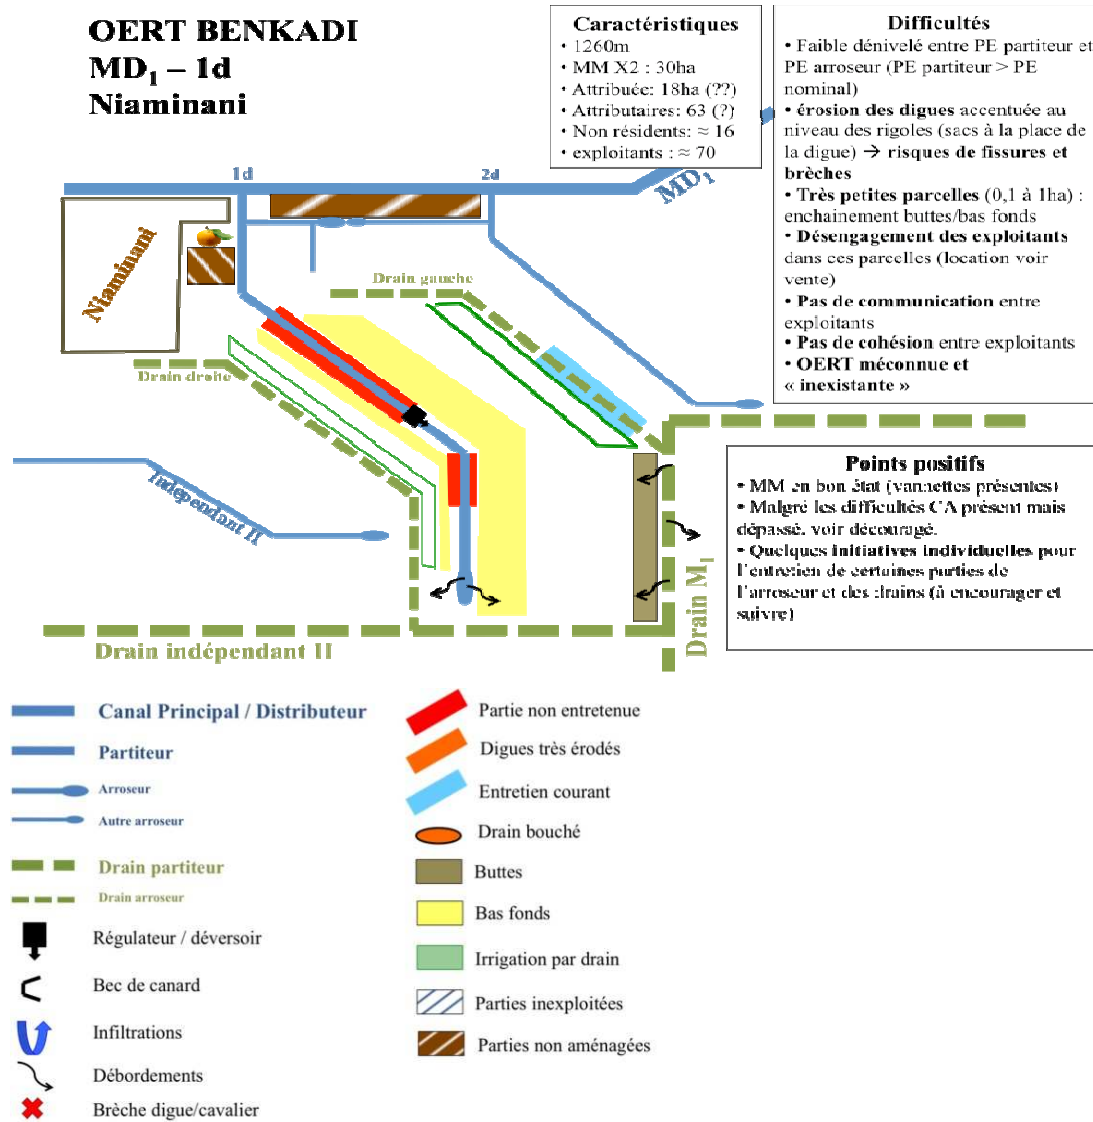 OERT BENKADI
MD1 – 1d
Niaminani
Caractéristiques
• 1260m
• MM X2 : 30ha
• Attribuée: 18ha (??)
• Attributaires: 63 (?)
• Non résidents: ≈ 16
• exploitants : ≈ 70
Difficultés
• Faible dénivelé entre PE partiteur et
PE arroseur (PE partiteur > PE
nominal)
• érosion des digues accentuée au
niveau des rigoles (sacs à la place de
la digue) → risques de fissures et
brèches
• Très petites parcelles (0,1 à 1ha) :
enchainement buttes/bas fonds
• Désengagement des exploitants
dans ces parcelles (location voir
vente)
• Pas de communication entre
exploitants
• Pas de cohésion entre exploitants
• OERT méconnue et
« inexistante »
1d
2d
MD1
Niaminani
Drain gauche
Drain droite
Indépendant II
Drain M1
Drain indépendant II
Points positifs
• MM en bon état (vannettes présentes)
• Malgré les difficultés CA présent mais
dépassé, voir découragé.
• Quelques initiatives individuelles pour
l'entretien de certaines parties de
l'arroseur et des drains (à encourager et
suivre)
Canal Principal / Distributeur
Partiteur
Arroseur
Autre arroseur
Drain partiteur
Drain arroseur
Régulateur / déversoir
Bec de canard
Infiltrations
Débordements
Brèche digue/cavalier
Partie non entretenue
Digues très érodés
Entretien courant
Drain bouché
Buttes
Bas fonds
Irrigation par drain
Parties inexploitées
Parties non aménagées